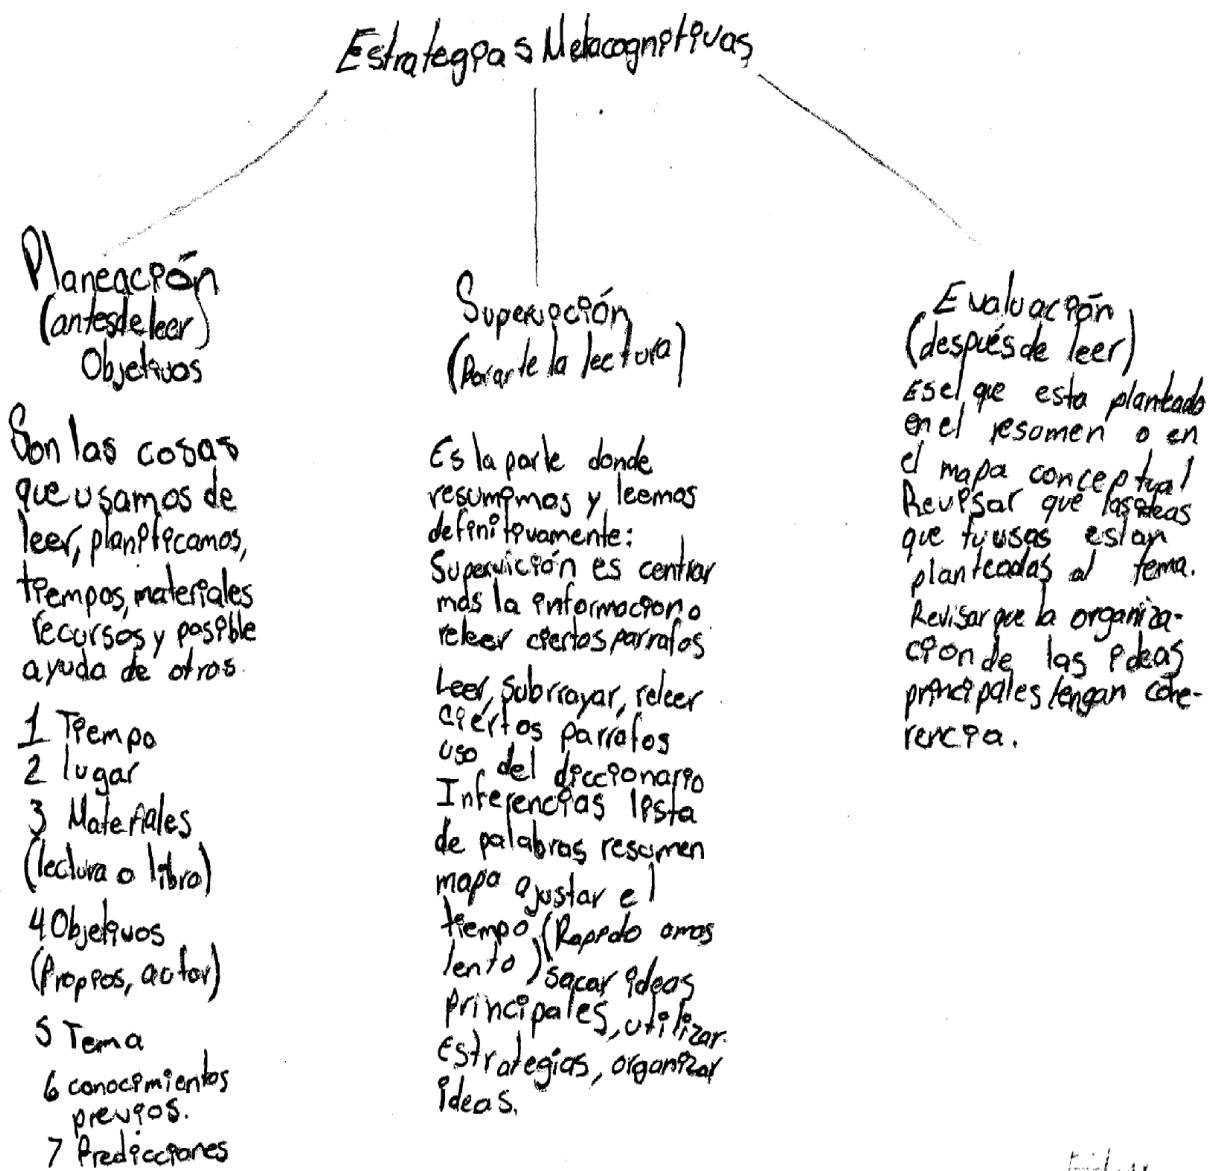 Estrategias Metacognitivas
Planeación
(antes de leer)
Objetivos
Son las cosas
que usamos de
leer, planificamos,
tiempos, materiales
recursos y posible
ayuda de otros.
1 Tiempo
2 lugar
3 Materiales
(lectura o libro)
4 Objetivos
(Propios, autor)
5 Tema
6 conocimientos
previos.
7 Predicciones
Supervición
(Durante la lectura)
Es la parte donde
resumimos y leemos
definitivamente:
Supervición es centrar
mas la informacion o
releer ciertos parrafos
Leer, subrrayar, releer
ciertos parrafos
uso del diccionario
Inferencias lista
de palabras resumen
mapa ajustar el
tiempo (Rapido o mas
lento) sacar ideas
principales, utilizar
Estrategias, organizar
ideas.
Evaluación
(después de leer)
Es el que esta planteado
en el resumen o en
el mapa conceptual
Revisar que las ideas
que tu usas estan
planteadas al tema.
Revisar que la organiza-
cion de las ideas
principales tengan cohe-
rencia.